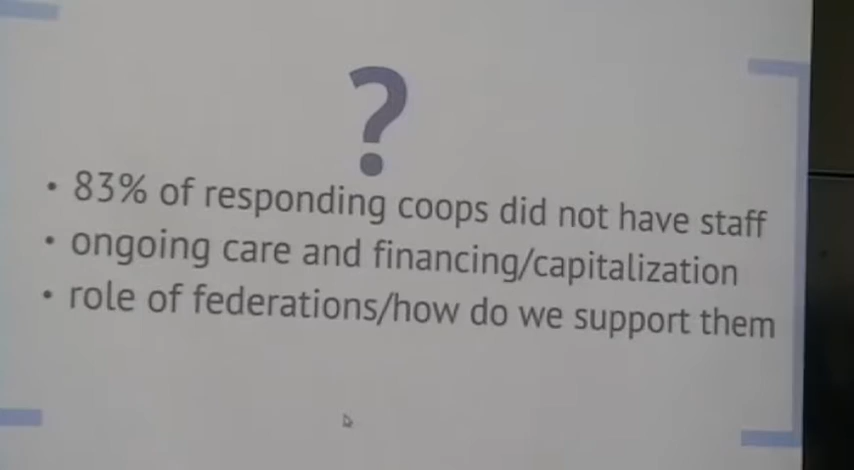 ?
• 83% of responding coops did not have staff
• ongoing care and financing/capitalization
• role of federations/how do we support them